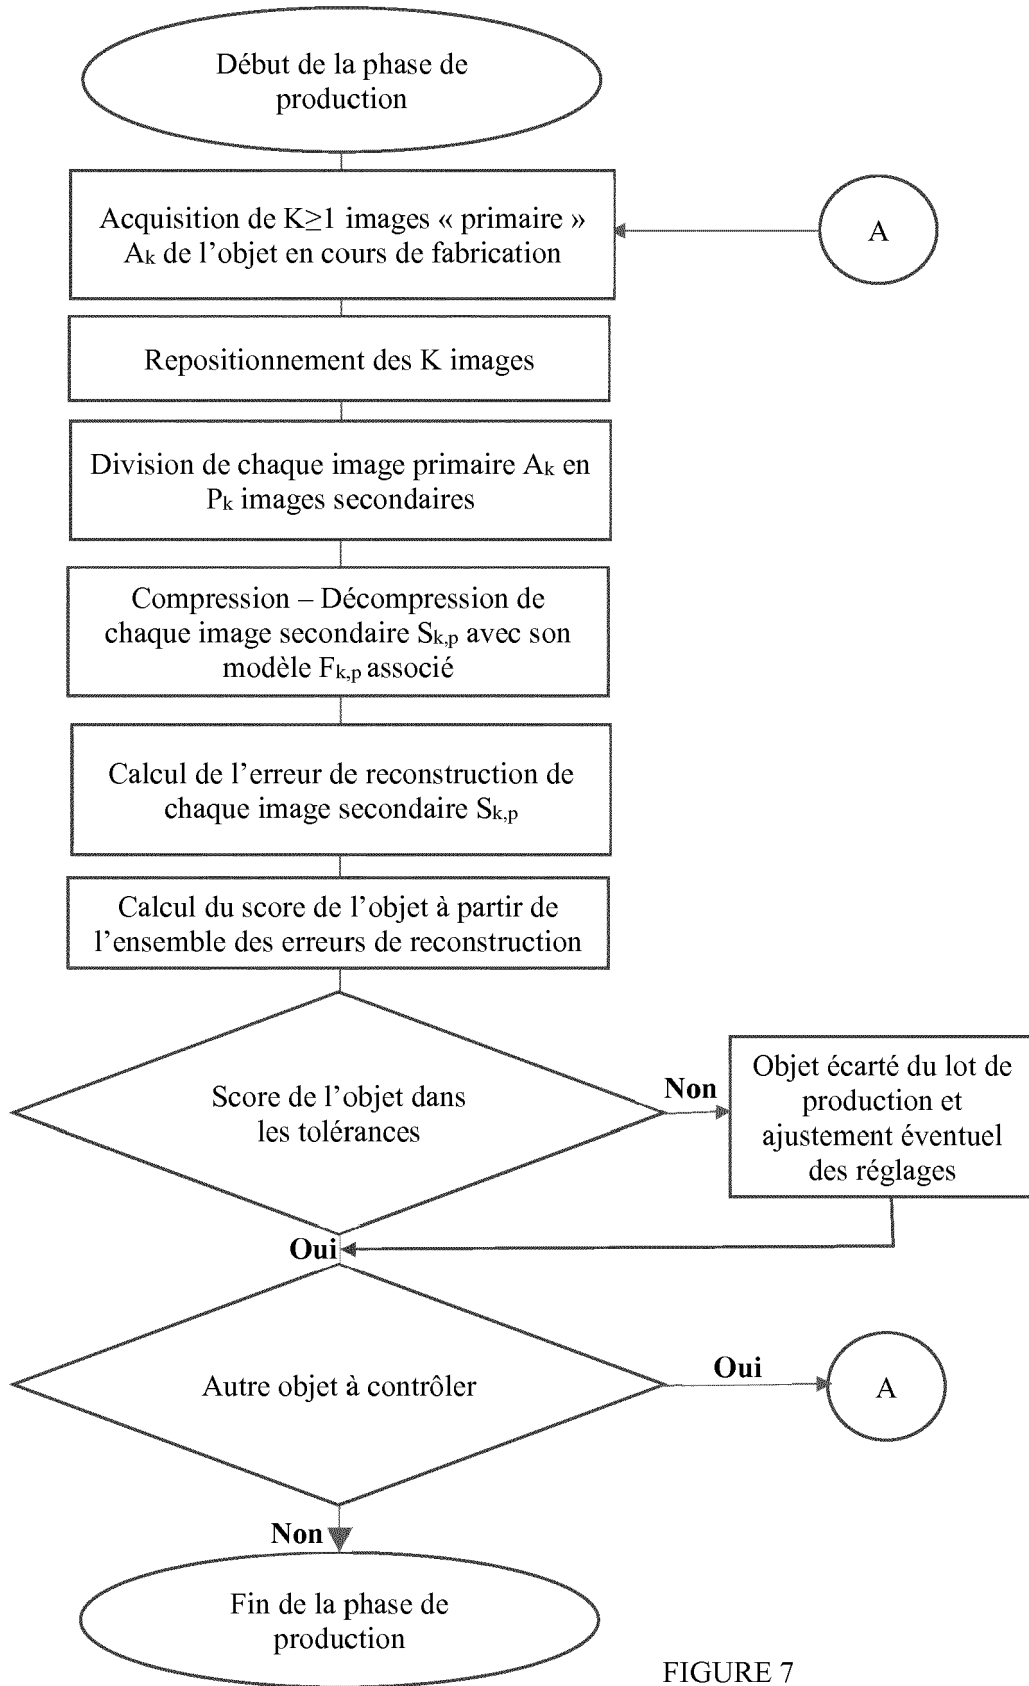 Début de la phase de
production
Acquisition de K≥1 images « primaire »
Ak de l’objet en cours de fabrication
A
Repositionnement des K images
Division de chaque image primaire Ak en
Pk images secondaires
Compression – Décompression de
chaque image secondaire Sk,p avec son
modèle Fk,p associé
Calcul de l’erreur de reconstruction de
chaque image secondaire Sk,p
Calcul du score de l’objet à partir de
l’ensemble des erreurs de reconstruction
Score de l’objet dans
les tolérances
Non
Objet écarté du lot de
production et
ajustement éventuel
des réglages
Oui
Autre objet à contrôler
Oui
A
Non
Fin de la phase de
production
FIGURE 7